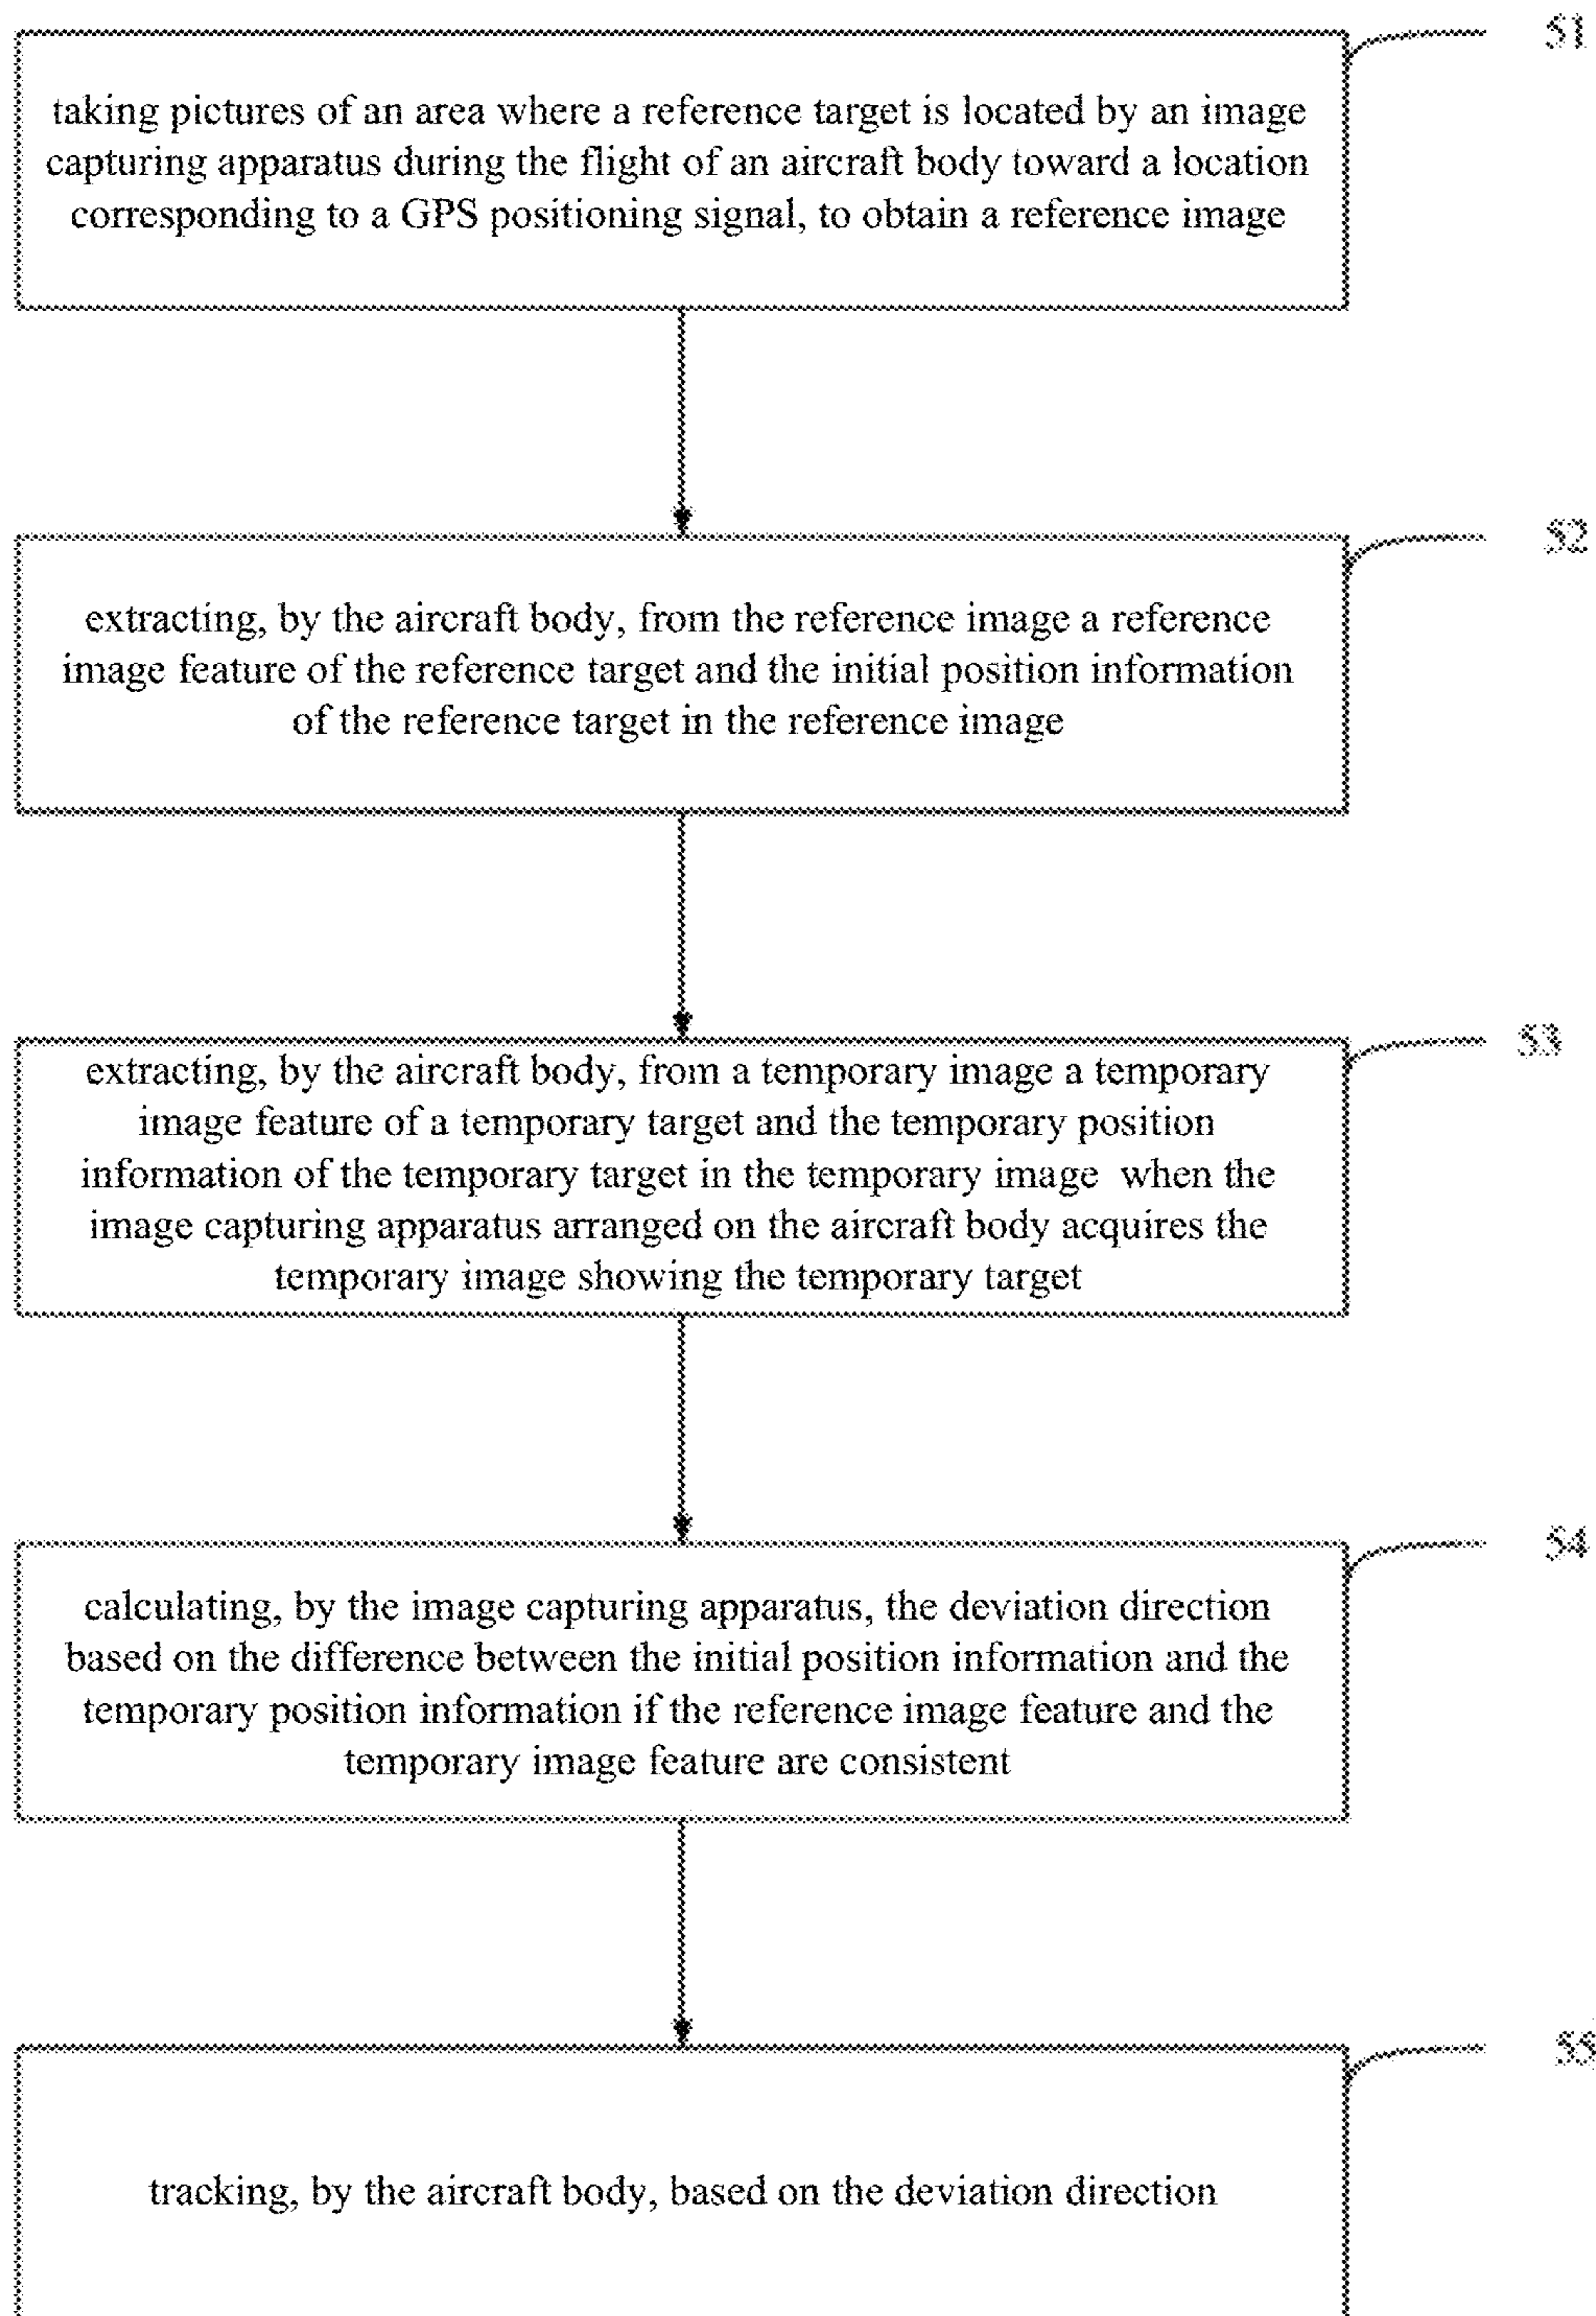 51
taking pictures of an area where a reference target is located by an image
capturing apparatus during the flight of an aircraft body toward a location
corresponding to a GPS positioning signal, to obtain a reference image
52
extracting, by the aircraft body, from the reference image a reference
image feature of the reference target and the initial position information
of the reference target in the reference image
53
extracting, by the aircraft body, from a temporary image a temporary
image feature of a temporary target and the temporary position
information of the temporary target in the temporary image when the
image capturing apparatus arranged on the aircraft body acquires the
temporary image showing the temporary target
54
calculating, by the image capturing apparatus, the deviation direction
based on the difference between the initial position information and the
temporary position information if the reference image feature and the
temporary image feature are consistent
55
tracking, by the aircraft body, based on the deviation direction